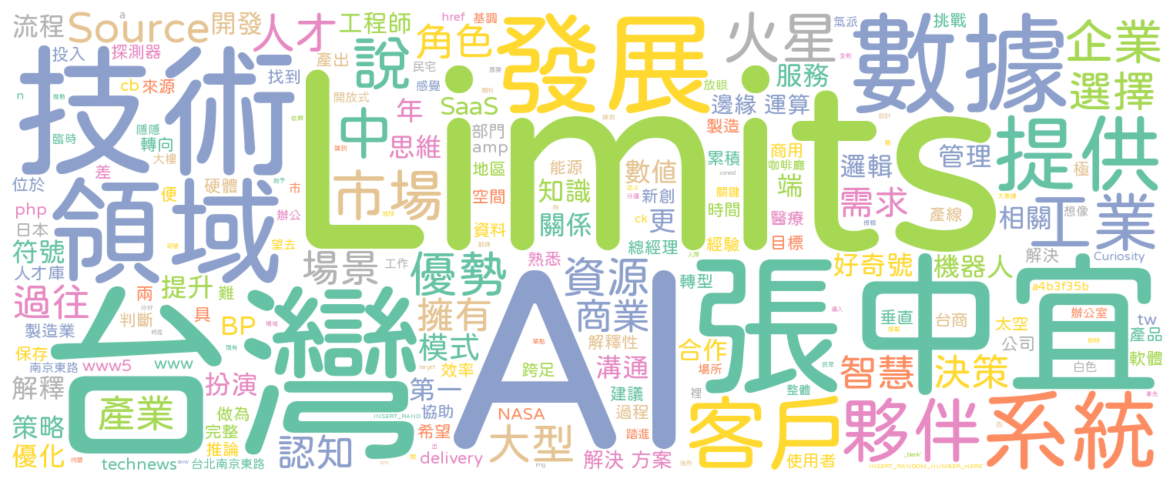 流程
Source
開發
人才
工程師
href
基調
氣派
挑戰
火星
數據
企業
投入
探測器
產出
說
角色
民宅
感覺
發展
放眼
服務
選擇
技術
cb
來源
找到
開放式
年
SaaS
邊緣
運算
Limits
n
臨時
隱隱
轉向
大樓
中
思維
部門
amp
地區
能源
數值
製造
累積
商用
咖啡廳
端
邏輯
管理
提供
位於
差
便
硬體
市
市場
空間
知識
新創
關鍵
時間
醫療
需求
極
php
領域
辦公
資料
關係
ck
更
總經理
經驗
目標
產線
相關
想像
工業
日本
符號
望去
場景
工作
優勢
熟悉
資源
轉型
好奇號
機器人
解決
Curiosity
人才庫
過往
兩
提升
難
擁有
商業
張中宜
垂直
台商
a4b3f35b
太空
辦公室
tw
製造業
判斷
具
BP
模式
解釋性
合作
公司
產品
保存
南京東路
www5
www
效率
跨足
溝通
場所
智慧
決策
白色
軟體
解釋
台灣
扮演
第一
AI
建議
裡
整體
產業
做為
INSERT_RAND
協助
NASA
過程
客戶
夥伴
系統
策略
完整
認知
希望
大型
踏進
優化
推論
technews
台北南京東路
delivery
解決
方案
使用者
INSERT_RANDOM_NUMBER_HERE